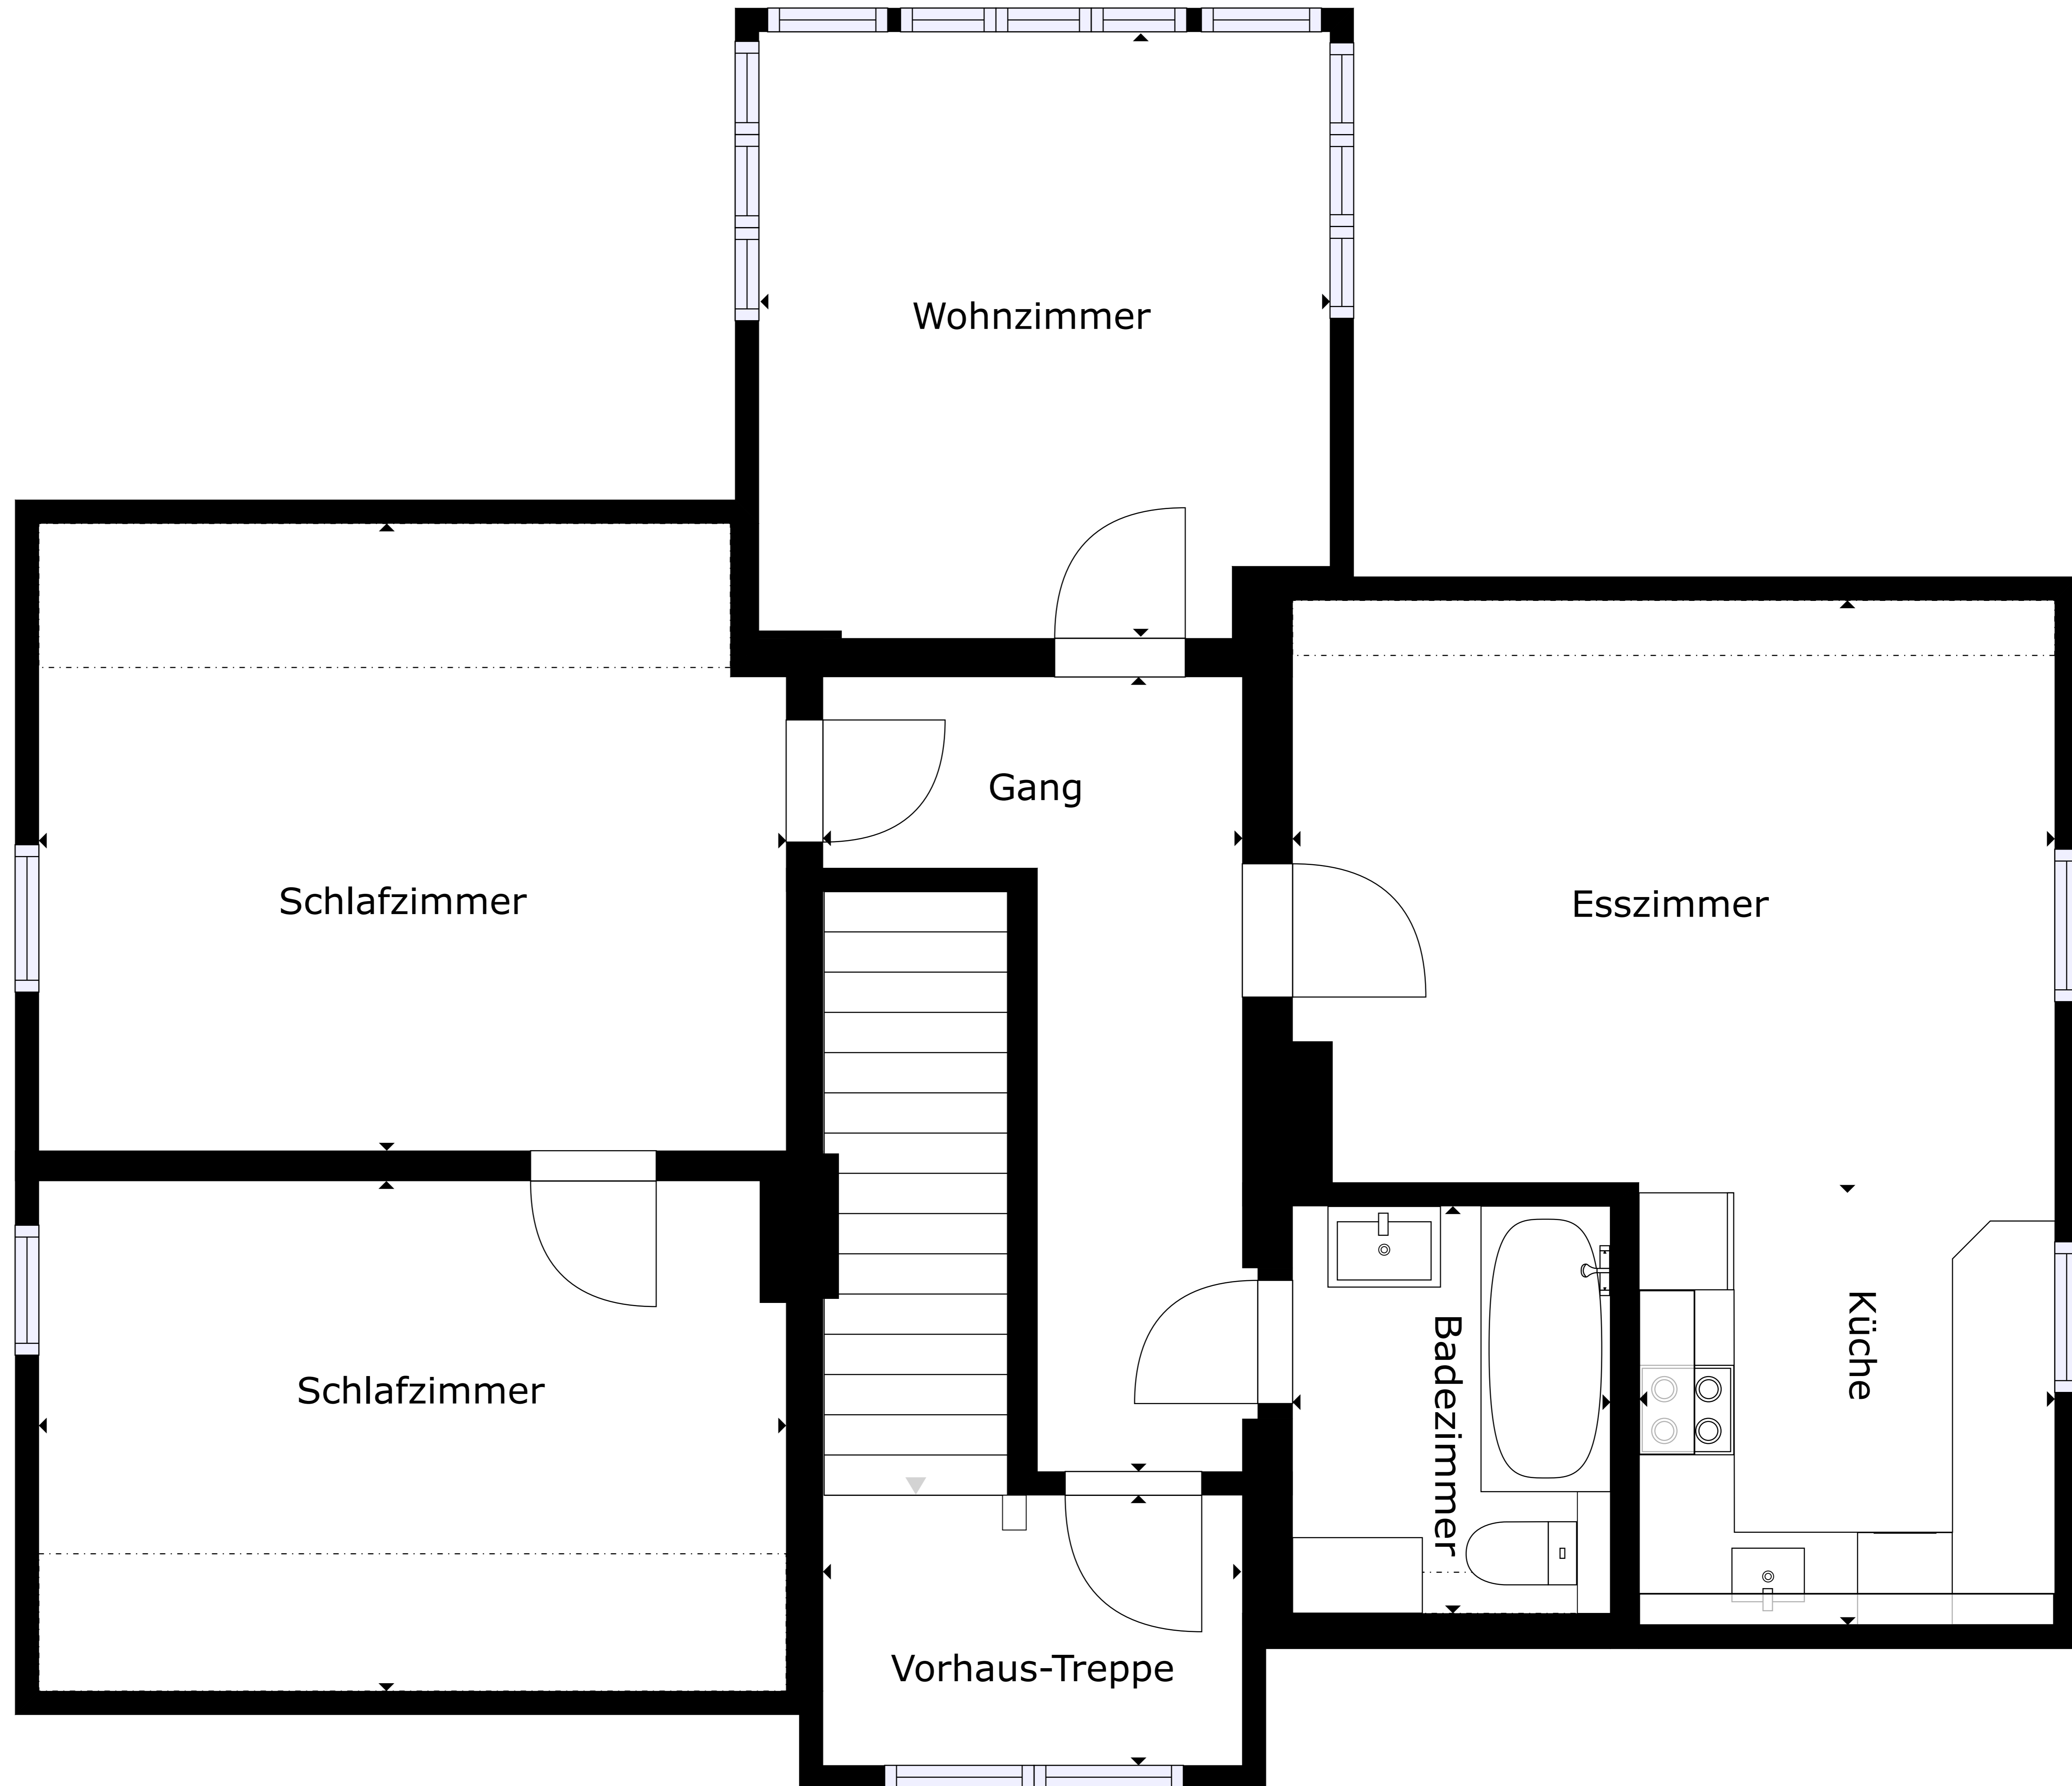 Wohnzimmer
Gang
Schlafzimmer
Esszimmer
Schlafzimmer
Badezimmer
Küche
Vorhaus-Treppe